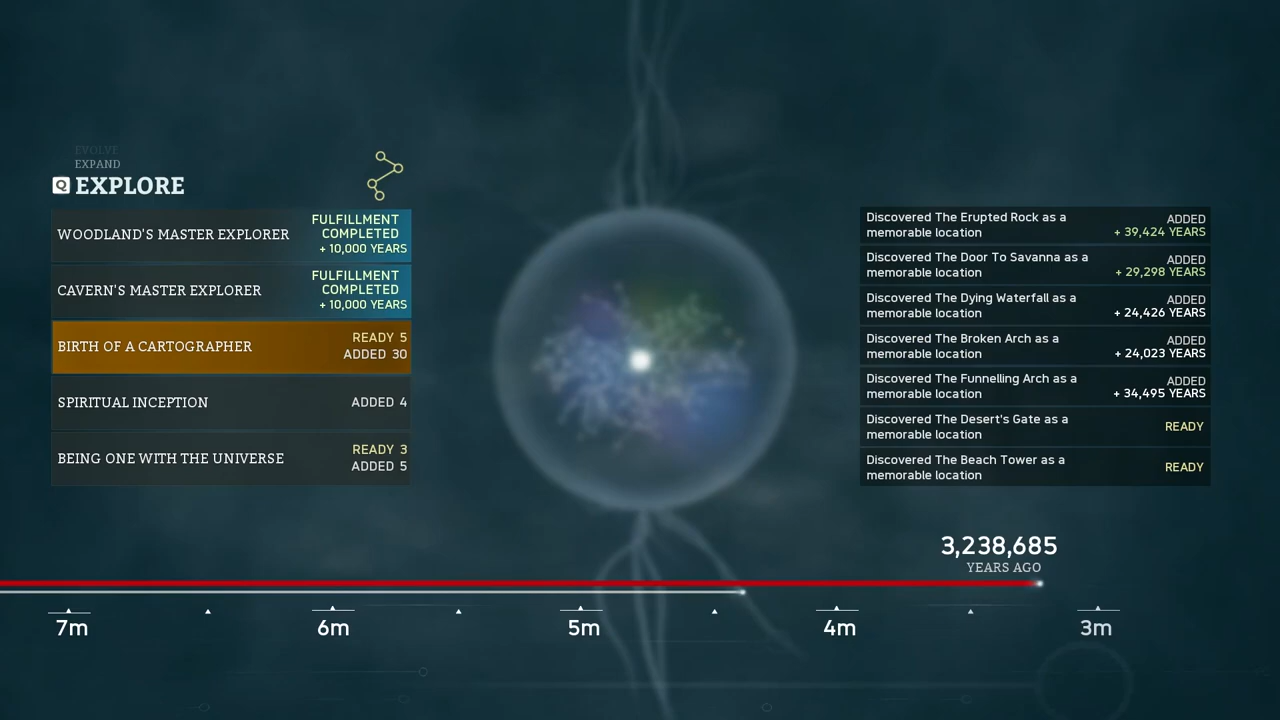 EVOLVE
EXPAND
Q EXPLORE
WOODLAND'S MASTER EXPLORER
FULFILLMENT
COMPLETED
+ 10,000 YEARS
CAVERN'S MASTER EXPLORER
FULFILLMENT
COMPLETED
+ 10,000 YEARS
BIRTH OF A CARTOGRAPHER
READY 5
ADDED 30
SPIRITUAL INCEPTION
ADDED 4
BEING ONE WITH THE UNIVERSE
READY 3
ADDED 5
Discovered The Erupted Rock as a
memorable location
ADDED
+ 39,424 YEARS
Discovered The Door To Savanna as a
memorable location
ADDED
+ 29,298 YEARS
Discovered The Dying Waterfall as a
memorable location
ADDED
+ 24,426 YEARS
Discovered The Broken Arch as a
memorable location
ADDED
+ 24,023 YEARS
Discovered The Funnelling Arch as a
memorable location
ADDED
+ 34,495 YEARS
Discovered The Desert's Gate as a
memorable location
READY
Discovered The Beach Tower as a
memorable location
READY
3,238,685
YEARS AGO
7m 6m 5m 4m 3m